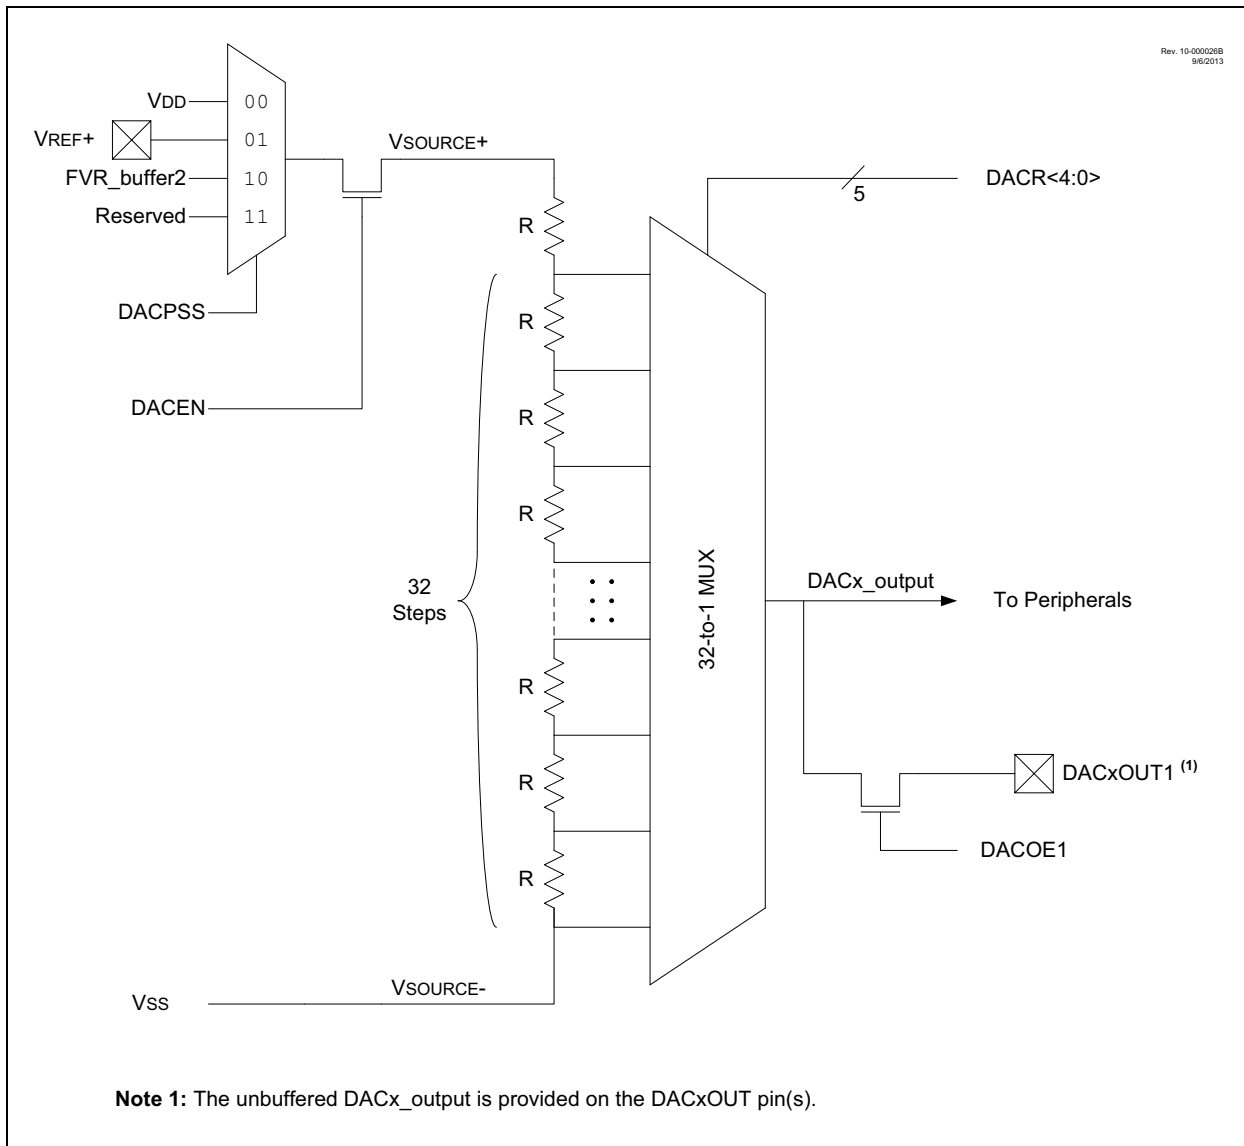 Rev. 10-000026B
9/6/2013
VDD
00
VREF+
01
FVR_buffer2
10
Reserved
11
DACPSS
DACEN
VSOURCE+
R
R
R
R
32
Steps
R
R
R
VSOURCE-
VSS
32-to-1 MUX
5
DACR<4:0>
DACx_output
To Peripherals
DACxOUT1 (1)
DACOE1
Note 1: The unbuffered DACx_output is provided on the DACxOUT pin(s).